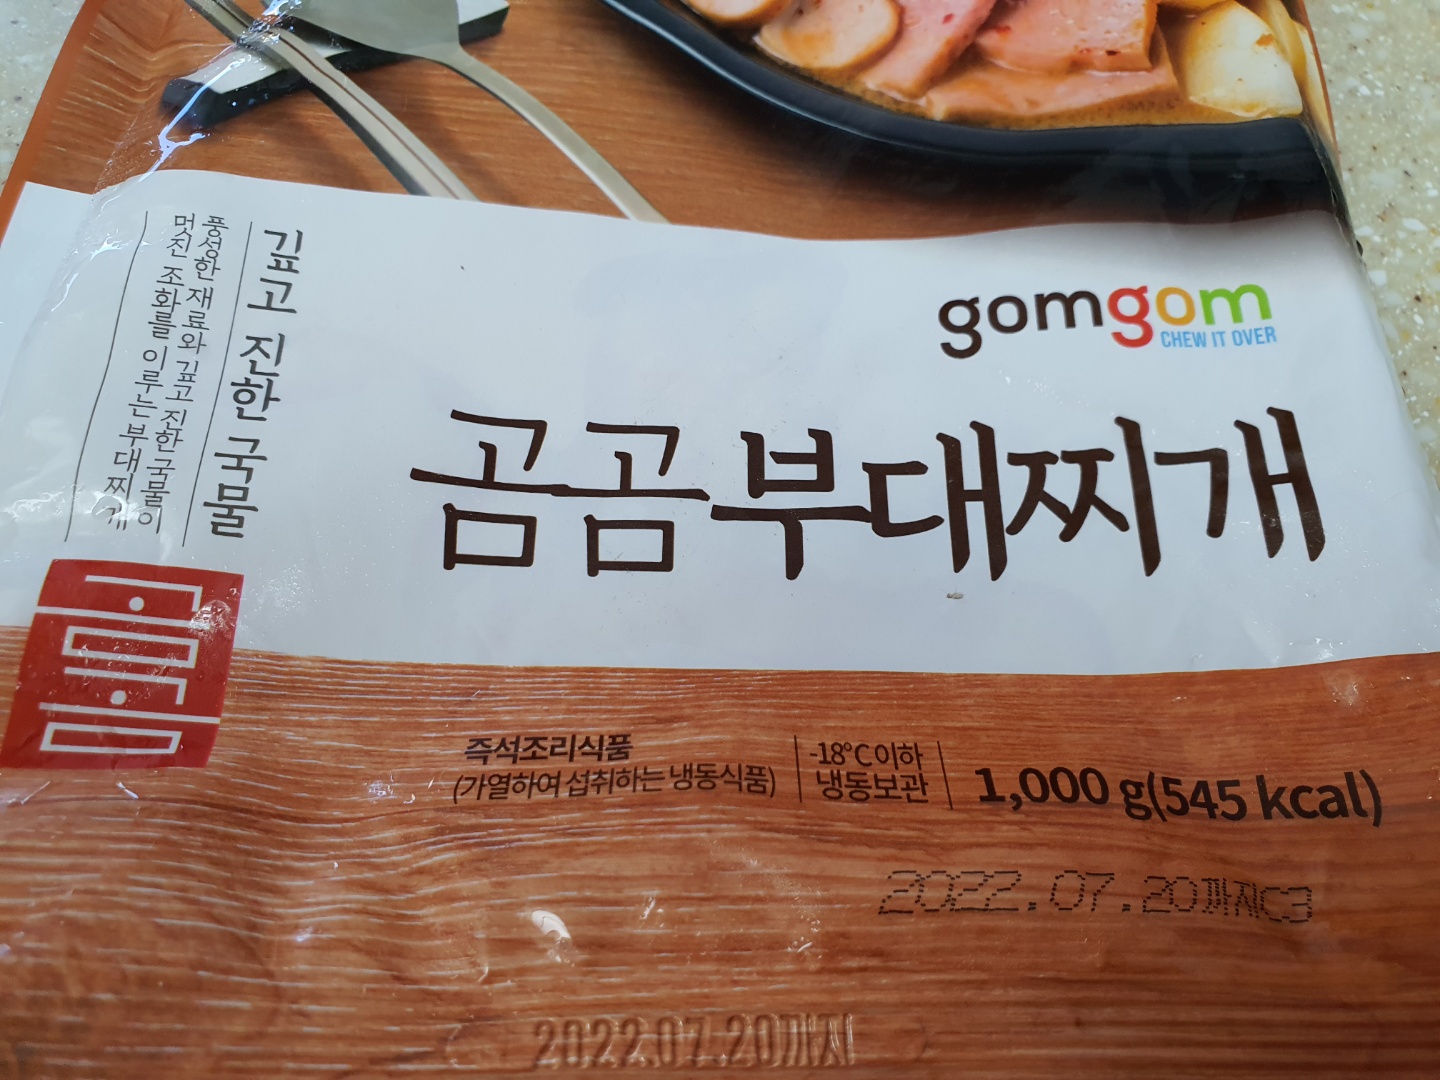 깊고 진한 국물
풍성한 재료와 깊고 진한 국물이
멋진 조화를 이루는 부대찌개
gomgom
CHEW IT OVER
곰곰 부대찌개
즉석조리식품
(가열하여 섭취하는 냉동식품)
-18°C 이하
냉동보관
1,000 g(545 kcal)
2022.07.20까지C3
2022.07.20까지